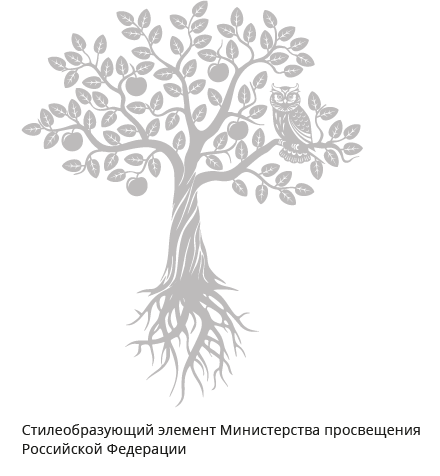 Стилеобразующий элемент Министерства просвещения
Российской Федерации